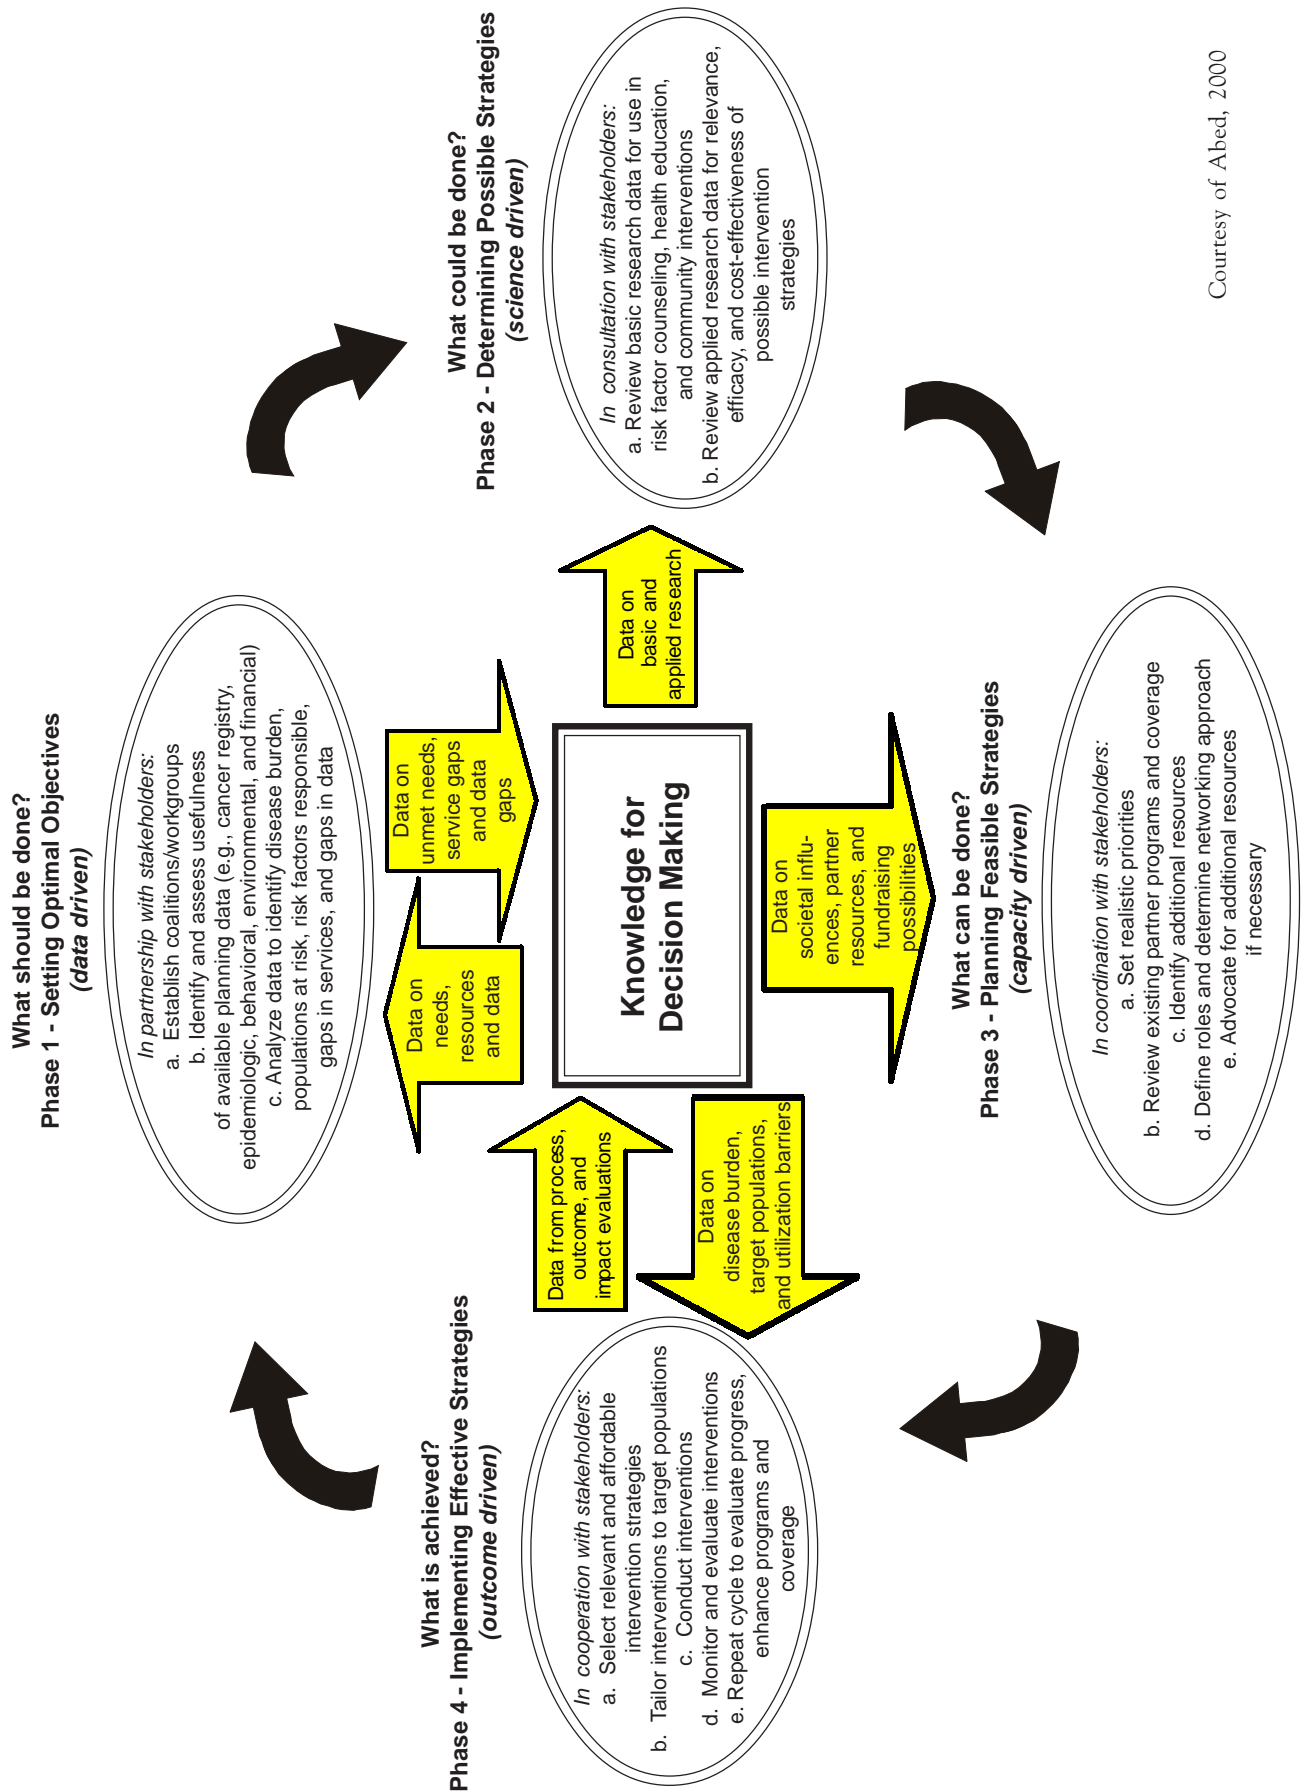 What should be done?
Phase 1 - Setting Optimal Objectives
(data driven)
In partnership with stakeholders:
a. Establish coalitions/workgroups
b. Identify and assess usefulness
of available planning data (e.g., cancer registry,
epidemiologic, behavioral, environmental, and financial)
c. Analyze data to identify disease burden,
populations at risk, risk factors responsible,
gaps in services, and gaps in data
What could be done?
Phase 2 - Determining Possible Strategies
(science driven)
In consultation with stakeholders:
a. Review basic research data for use in
risk factor counseling, health education,
and community interventions
b. Review applied research data for relevance,
efficacy, and cost-effectiveness of
possible intervention
strategies
What can be done?
Phase 3 - Planning Feasible Strategies
(capacity driven)
In coordination with stakeholders:
a. Set realistic priorities
b. Review existing partner programs and coverage
c. Identify additional resources
d. Define roles and determine networking approach
e. Advocate for additional resources
if necessary
What is achieved?
Phase 4 - Implementing Effective Strategies
(outcome driven)
In cooperation with stakeholders:
a. Select relevant and affordable
intervention strategies
b. Tailor interventions to target populations
c. Conduct interventions
d. Monitor and evaluate interventions
e. Repeat cycle to evaluate progress,
enhance programs and
coverage
Data on
needs,
resources
and data
Data on
unmet needs,
service gaps
and data
gaps
Data from process,
outcome, and
impact evaluations
Knowledge for
Decision Making
Data on
basic and
applied research
Data on
disease burden,
target populations,
and utilization barriers
Data on
societal influ-
ences, partner
resources, and
fundraising
possibilities
Courtesy of Abed, 2000